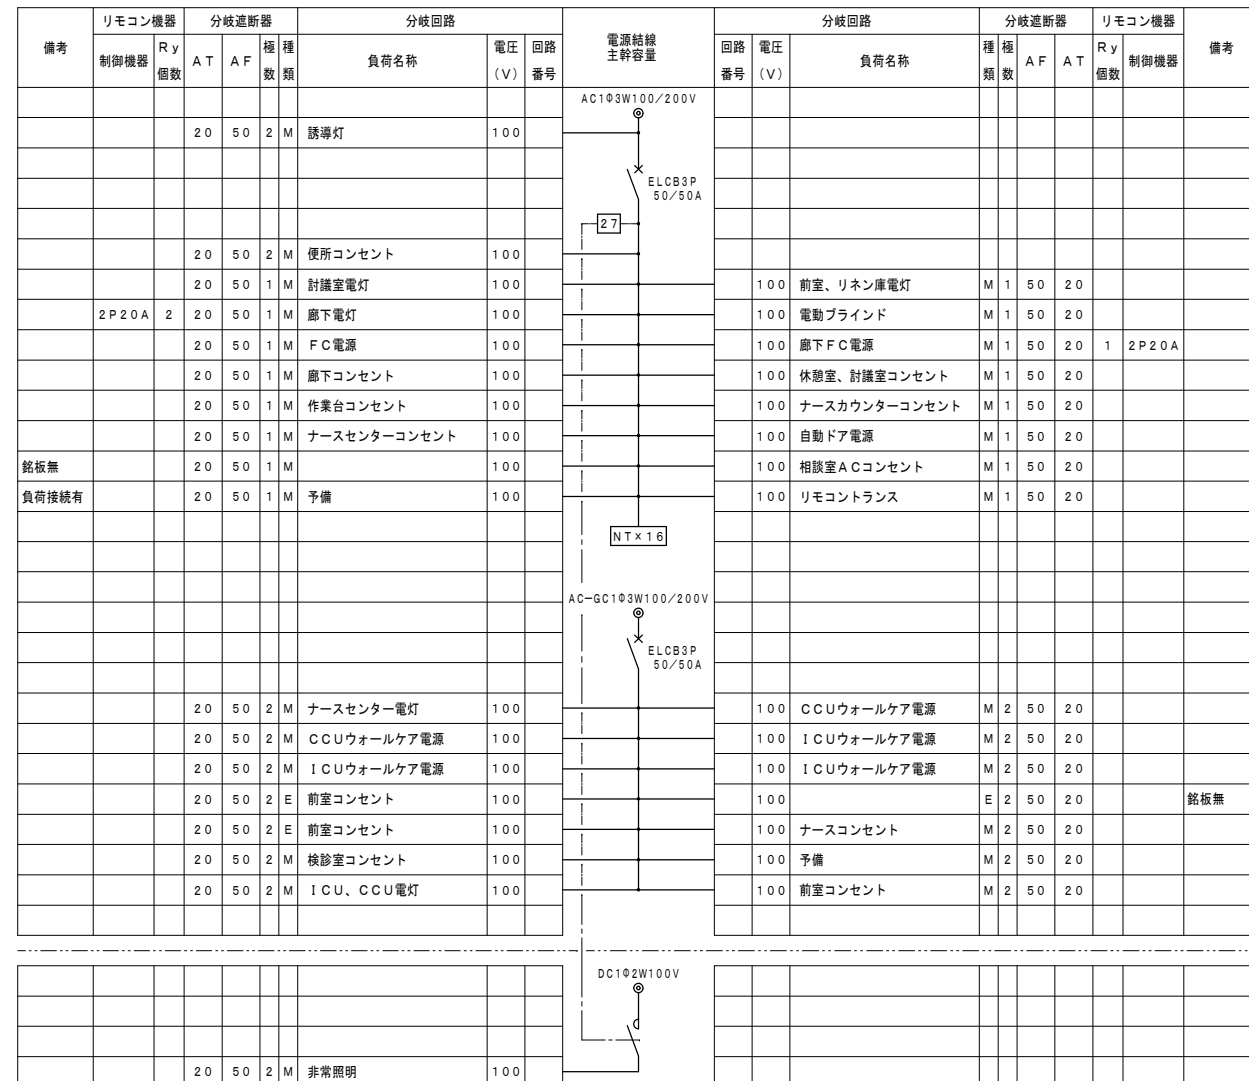 備考 リモコン機器 分岐遮断器 分岐回路 電源結線 主幹容量 分岐回路 分岐遮断器 リモコン機器 備考
制御機器 Ry個数 AT AF 極数 種類 負荷名称 電圧(V) 回路番号 回路番号 電圧(V) 負荷名称 種類 極数 AF AT Ry個数 制御機器
AC1Φ3W100/200V
20 50 2 M 誘導灯 100
ELCB3P
50/50A
27
20 50 2 M 便所コンセント 100
20 50 1 M 討議室電灯 100 100 前室、リネン庫電灯 M 1 50 20
2P20A 2 20 50 1 M 廊下電灯 100 100 電動ブラインド M 1 50 20
20 50 1 M FC電源 100 100 廊下FC電源 M 1 50 20 1 2P20A
20 50 1 M 廊下コンセント 100 100 休憩室、討議室コンセント M 1 50 20
20 50 1 M 作業台コンセント 100 100 ナースカウンターコンセント M 1 50 20
20 50 1 M ナースセンターコンセント 100 100 自動ドア電源 M 1 50 20
銘板無 20 50 1 M 100 100 相談室ACコンセント M 1 50 20
負荷接続有 20 50 1 M 予備 100 100 リモコントランス M 1 50 20
NT×16
AC-GC1Φ3W100/200V
ELCB3P
50/50A
20 50 2 M ナースセンター電灯 100 100 CCUウォールケア電源 M 2 50 20
20 50 2 M CCUウォールケア電源 100 100 ICUウォールケア電源 M 2 50 20
20 50 2 M ICUウォールケア電源 100 100 ICUウォールケア電源 M 2 50 20
20 50 2 E 前室コンセント 100 100 E 2 50 20 銘板無
20 50 2 E 前室コンセント 100 100 ナースコンセント M 2 50 20
20 50 2 M 検診室コンセント 100 100 予備 M 2 50 20
20 50 2 M ICU、CCU電灯 100 100 前室コンセント M 2 50 20
DC1Φ2W100V
20 50 2 M 非常照明 100